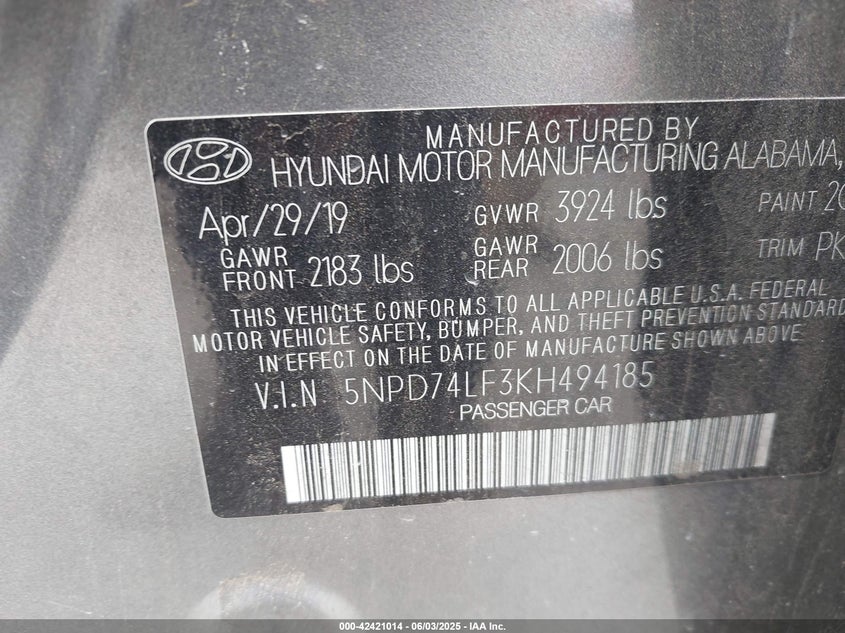 MANUFACTURED BY
HYUNDAI MOTOR MANUFACTURING ALABAMA,
Apr/29/19 GVWR 3924 lbs PAINT
GAWR FRONT 2183 lbs GAWR REAR 2006 lbs TRIM PK
THIS VEHICLE CONFORMS TO ALL APPLICABLE U.S.A. FEDERAL
MOTOR VEHICLE SAFETY, BUMPER, AND THEFT PREVENTION STANDARD
IN EFFECT ON THE DATE OF MANUFACTURE SHOWN ABOVE
V.I.N 5NPD74LF3KH494185
PASSENGER CAR
000-42421014 | 06/03/2025 - IAA Inc.